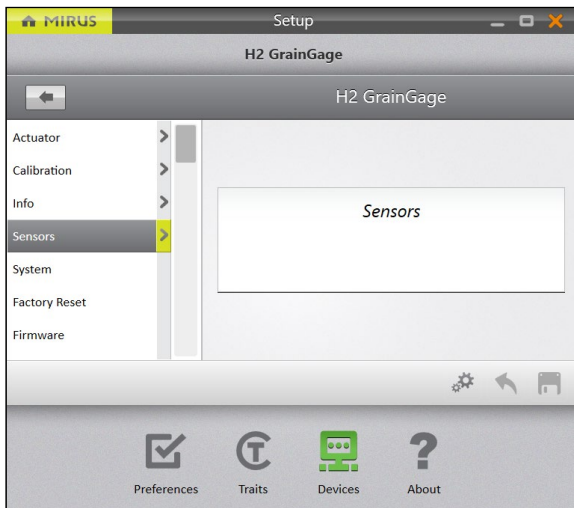 MIRUS Setup
H2 GrainGage
H2 GrainGage
Actuator
Calibration
Info
Sensors
System
Factory Reset
Firmware
Sensors
Preferences Traits Devices About